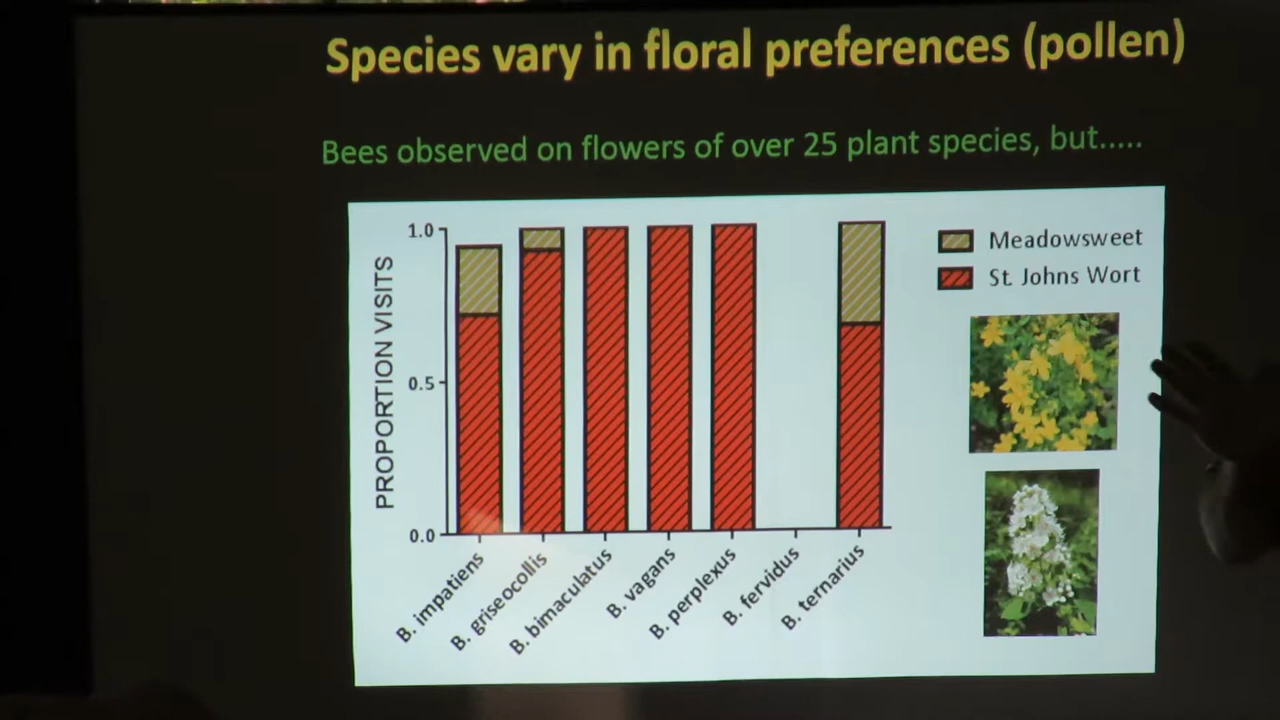 Species vary in floral preferences (pollen)
Bees observed on flowers of over 25 plant species, but.....
PROPORTION VISITS
1.0
0.5
0.0
Meadowsweet
St. Johns Wort
B. impatiens
B. griseocollis
B. bimaculatus
B. vagans
B. perplexus
B. fervidus
B. ternarius